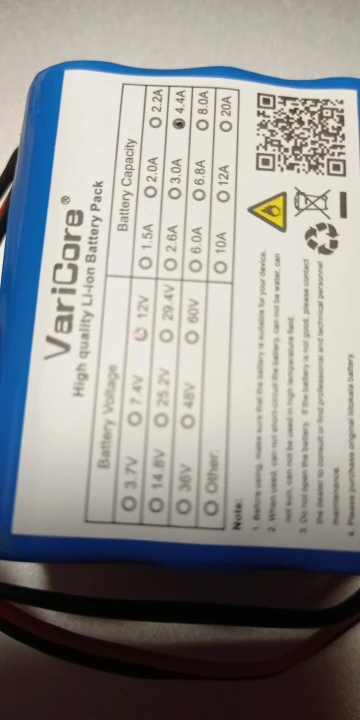 VariCore®
High quality Li-Ion Battery Pack
Battery Voltage Battery Capacity
3.7V 7.4V 12V 1.5A 2.0A 2.2A
14.8V 25.2V 29.4V 2.6A 3.0A 4.4A
36V 48V 60V 6.0A 6.8A 8.0A
Other: 10A 12A 20A
Note:
1. Before using, make sure that the battery is suitable for your device.
2. When used, can not short-circuit the battery, can not be water, can
not sun, can not be used in high temperature field.
3. Do not open the battery. If the battery is not good, please contact
the dealer to consult or find professional and technical personnel
maintenance.
4. Please purchase original battery